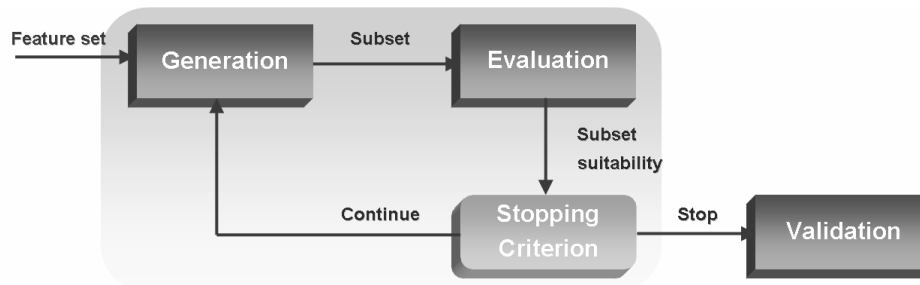 Feature set
Generation
Subset
Evaluation
Subset
suitability
Continue
Stopping
Criterion
Stop
Validation